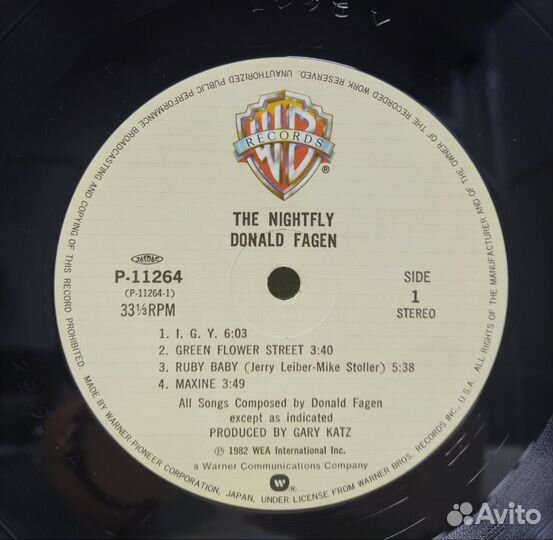 UNAUTHORIZED PUBLIC PERFORMANCE BROADCASTING AND COPYING OF THIS RECORD PROHIBITED.
ALL RIGHTS OF THE MANUFACTURER AND OF THE OWNER OF THE RECORDED WORK RESERVED.
WB
RECORDS
®
THE NIGHTFLY
DONALD FAGEN
JASRAC
P-11264
(P-11264-1)
33⅓RPM
SIDE
1
STEREO
1. I. G. Y. 6:03
2. GREEN FLOWER STREET 3:40
3. RUBY BABY (Jerry Leiber-Mike Stoller) 5:38
4. MAXINE 3:49
All Songs Composed by Donald Fagen
except as indicated
PRODUCED BY GARY KATZ
℗ 1982 WEA International Inc.
a Warner Communications Company
®
MADE BY WARNER-PIONEER CORPORATION, JAPAN, UNDER LICENSE FROM WARNER BROS. RECORDS INC., U.S.A.
Avito